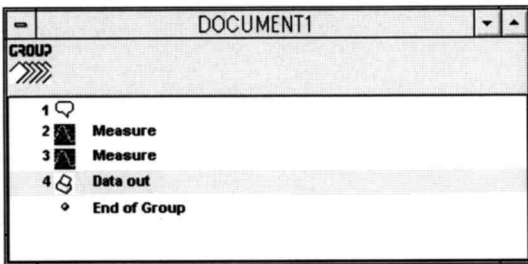 DOCUMENT1
GROUP
1
2 Measure
3 Measure
4 Data out
End of Group